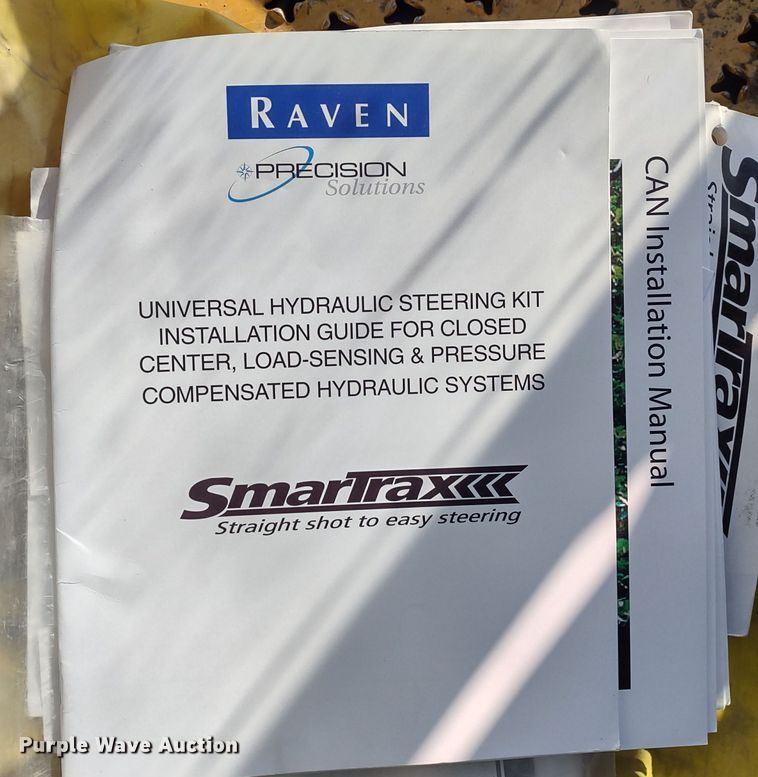 RAVEN
PRECISION
Solutions
UNIVERSAL HYDRAULIC STEERING KIT
INSTALLATION GUIDE FOR CLOSED
CENTER, LOAD-SENSING & PRESSURE
COMPENSATED HYDRAULIC SYSTEMS
SmarTrax
Straight shot to easy steering
CAN Installation Manual
SmarTrax
Purple Wave Auction